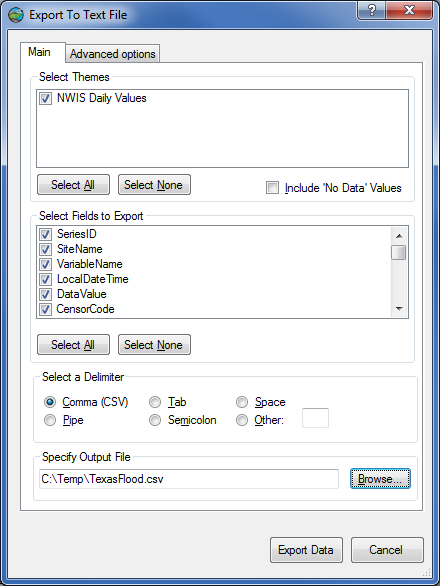 Export To Text File
Main
Advanced options
Select Themes
NWIS Daily Values
Select All
Select None
Include 'No Data' Values
Select Fields to Export
SeriesID
SiteName
VariableName
LocalDateTime
DataValue
CensorCode
Select All
Select None
Select a Delimiter
Comma (CSV)
Tab
Space
Pipe
Semicolon
Other:
Specify Output File
C:\Temp\TexasFlood.csv
Browse...
Export Data
Cancel